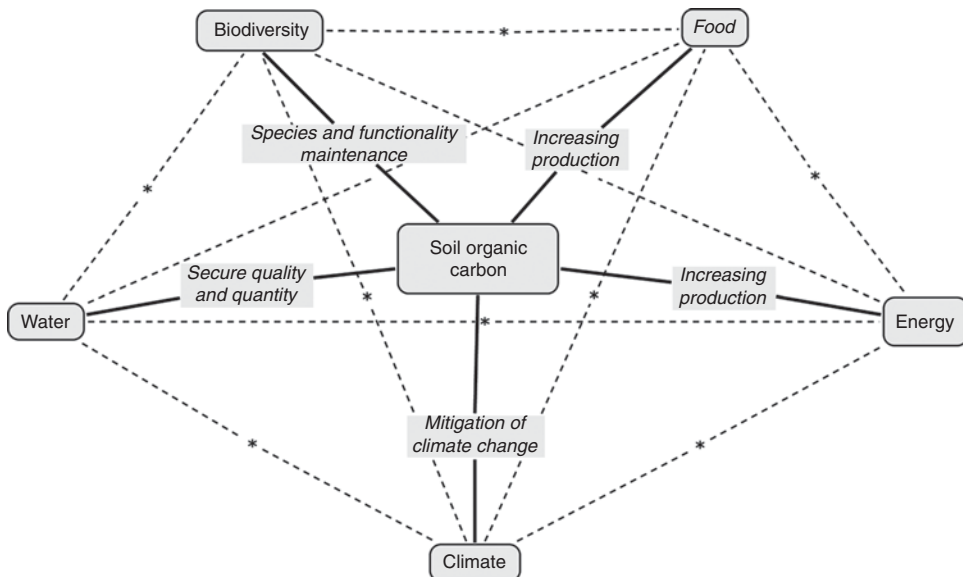 Biodiversity
Food
*
Species and functionality
maintenance
Increasing
production
*
*
Soil organic
carbon
Secure quality
and quantity
Increasing
production
*
*
Water
*
Energy
Mitigation of
climate change
*
*
Climate